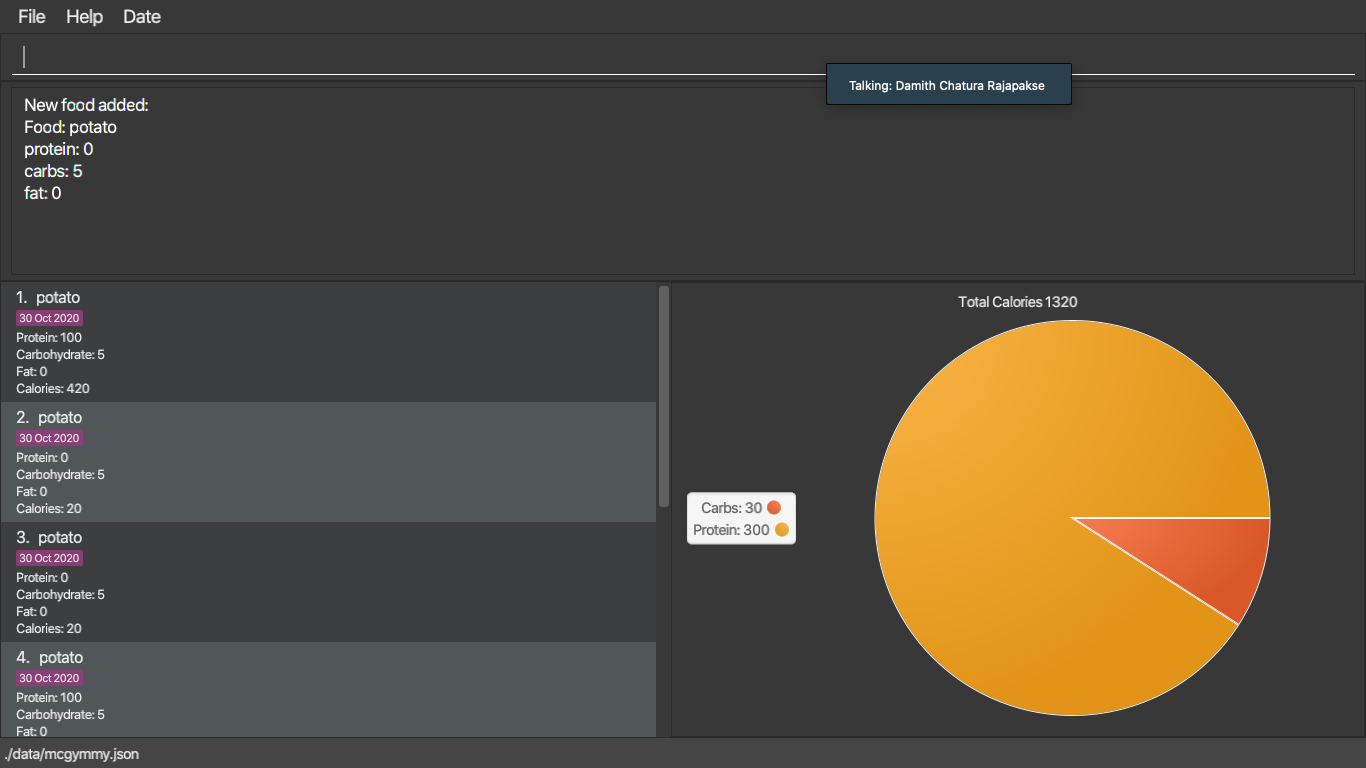 File Help Date
Talking: Damith Chatura Rajapakse
New food added:
Food: potato
protein: 0
carbs: 5
fat: 0
1. potato
30 Oct 2020
Protein: 100
Carbohydrate: 5
Fat: 0
Calories: 420
2. potato
30 Oct 2020
Protein: 0
Carbohydrate: 5
Fat: 0
Calories: 20
3. potato
30 Oct 2020
Protein: 0
Carbohydrate: 5
Fat: 0
Calories: 20
4. potato
30 Oct 2020
Protein: 100
Carbohydrate: 5
Fat: 0
Total Calories 1320
Carbs: 30
Protein: 300
./data/mcgymmy.json